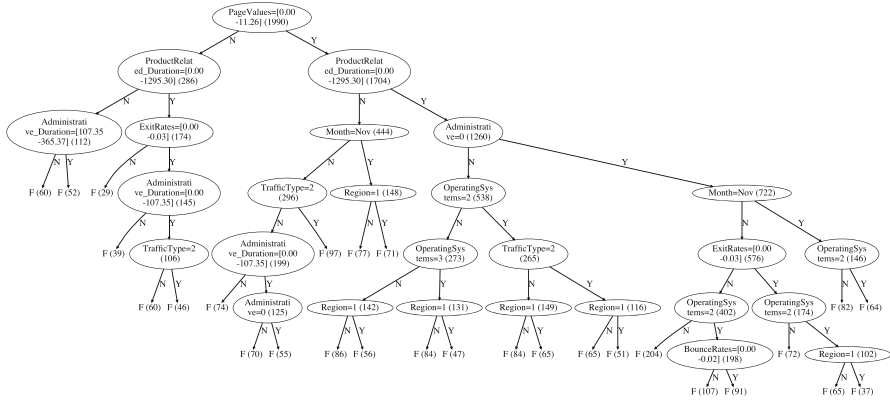 PageValues=[0.00
-11.26] (1990)
N
Y
ProductRelat
ed_Duration=[0.00
-1295.30] (286)
ProductRelat
ed_Duration=[0.00
-1295.30] (1704)
N
Y
N
Y
Administrati
ve_Duration=[107.35
-365.37] (112)
ExitRates=[0.00
-0.03] (174)
Month=Nov (444)
Administrati
ve=0 (1260)
N
Y
N
Y
N
Y
N
Y
F (60)
F (52)
F (29)
Administrati
ve_Duration=[0.00
-107.35] (145)
TrafficType=2
(296)
Region=1 (148)
OperatingSys
tems=2 (538)
Month=Nov (722)
N
Y
N
Y
N
Y
N
Y
N
Y
F (39)
TrafficType=2
(106)
Administrati
ve_Duration=[0.00
-107.35] (199)
F (97)
F (77)
F (71)
OperatingSys
tems=3 (273)
TrafficType=2
(265)
ExitRates=[0.00
-0.03] (576)
OperatingSys
tems=2 (146)
N
Y
N
Y
N
Y
N
Y
N
Y
N
Y
F (60)
F (46)
F (74)
Administrati
ve=0 (125)
Region=1 (142)
Region=1 (131)
Region=1 (149)
Region=1 (116)
OperatingSys
tems=2 (402)
OperatingSys
tems=2 (174)
F (82)
F (64)
N
Y
N
Y
N
Y
N
Y
N
Y
N
Y
N
Y
F (70)
F (55)
F (86)
F (56)
F (84)
F (47)
F (84)
F (65)
F (65)
F (51)
F (204)
BounceRates=[0.00
-0.02] (198)
F (72)
Region=1 (102)
N
Y
N
Y
F (107)
F (91)
F (65)
F (37)